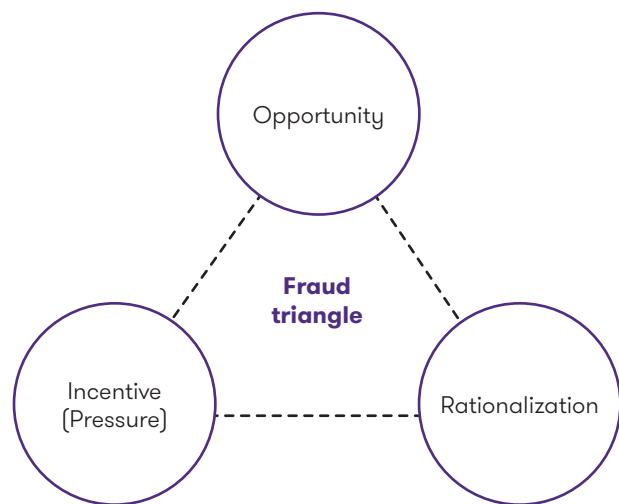 Opportunity
Fraud
triangle
Incentive
(Pressure)
Rationalization